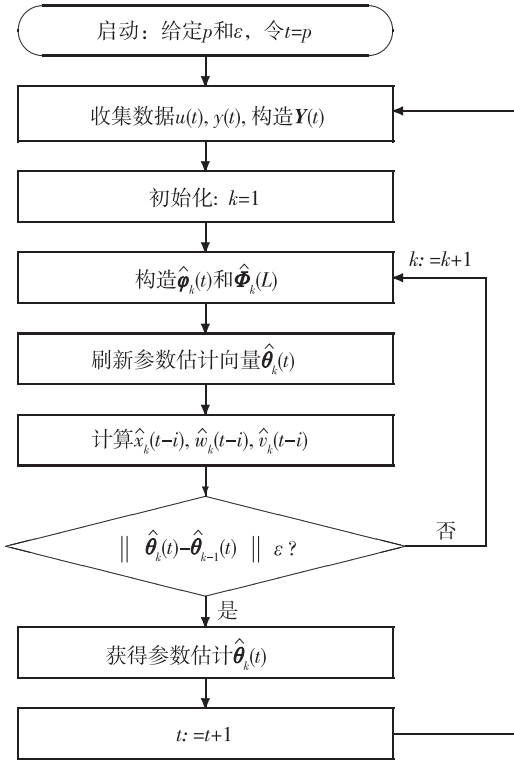 启动：给定p和ε，令t=p
收集数据u(t), y(t), 构造Y(t)
初始化: k=1
k: =k+1
构造φ̂k(t)和Φ̂k(L)
刷新参数估计向量θ̂k(t)
计算x̂k(t−i), ŵk(t−i), v̂k(t−i)
否
‖ θ̂k(t)−θ̂k−1(t) ‖ ε?
是
获得参数估计θ̂k(t)
t: =t+1